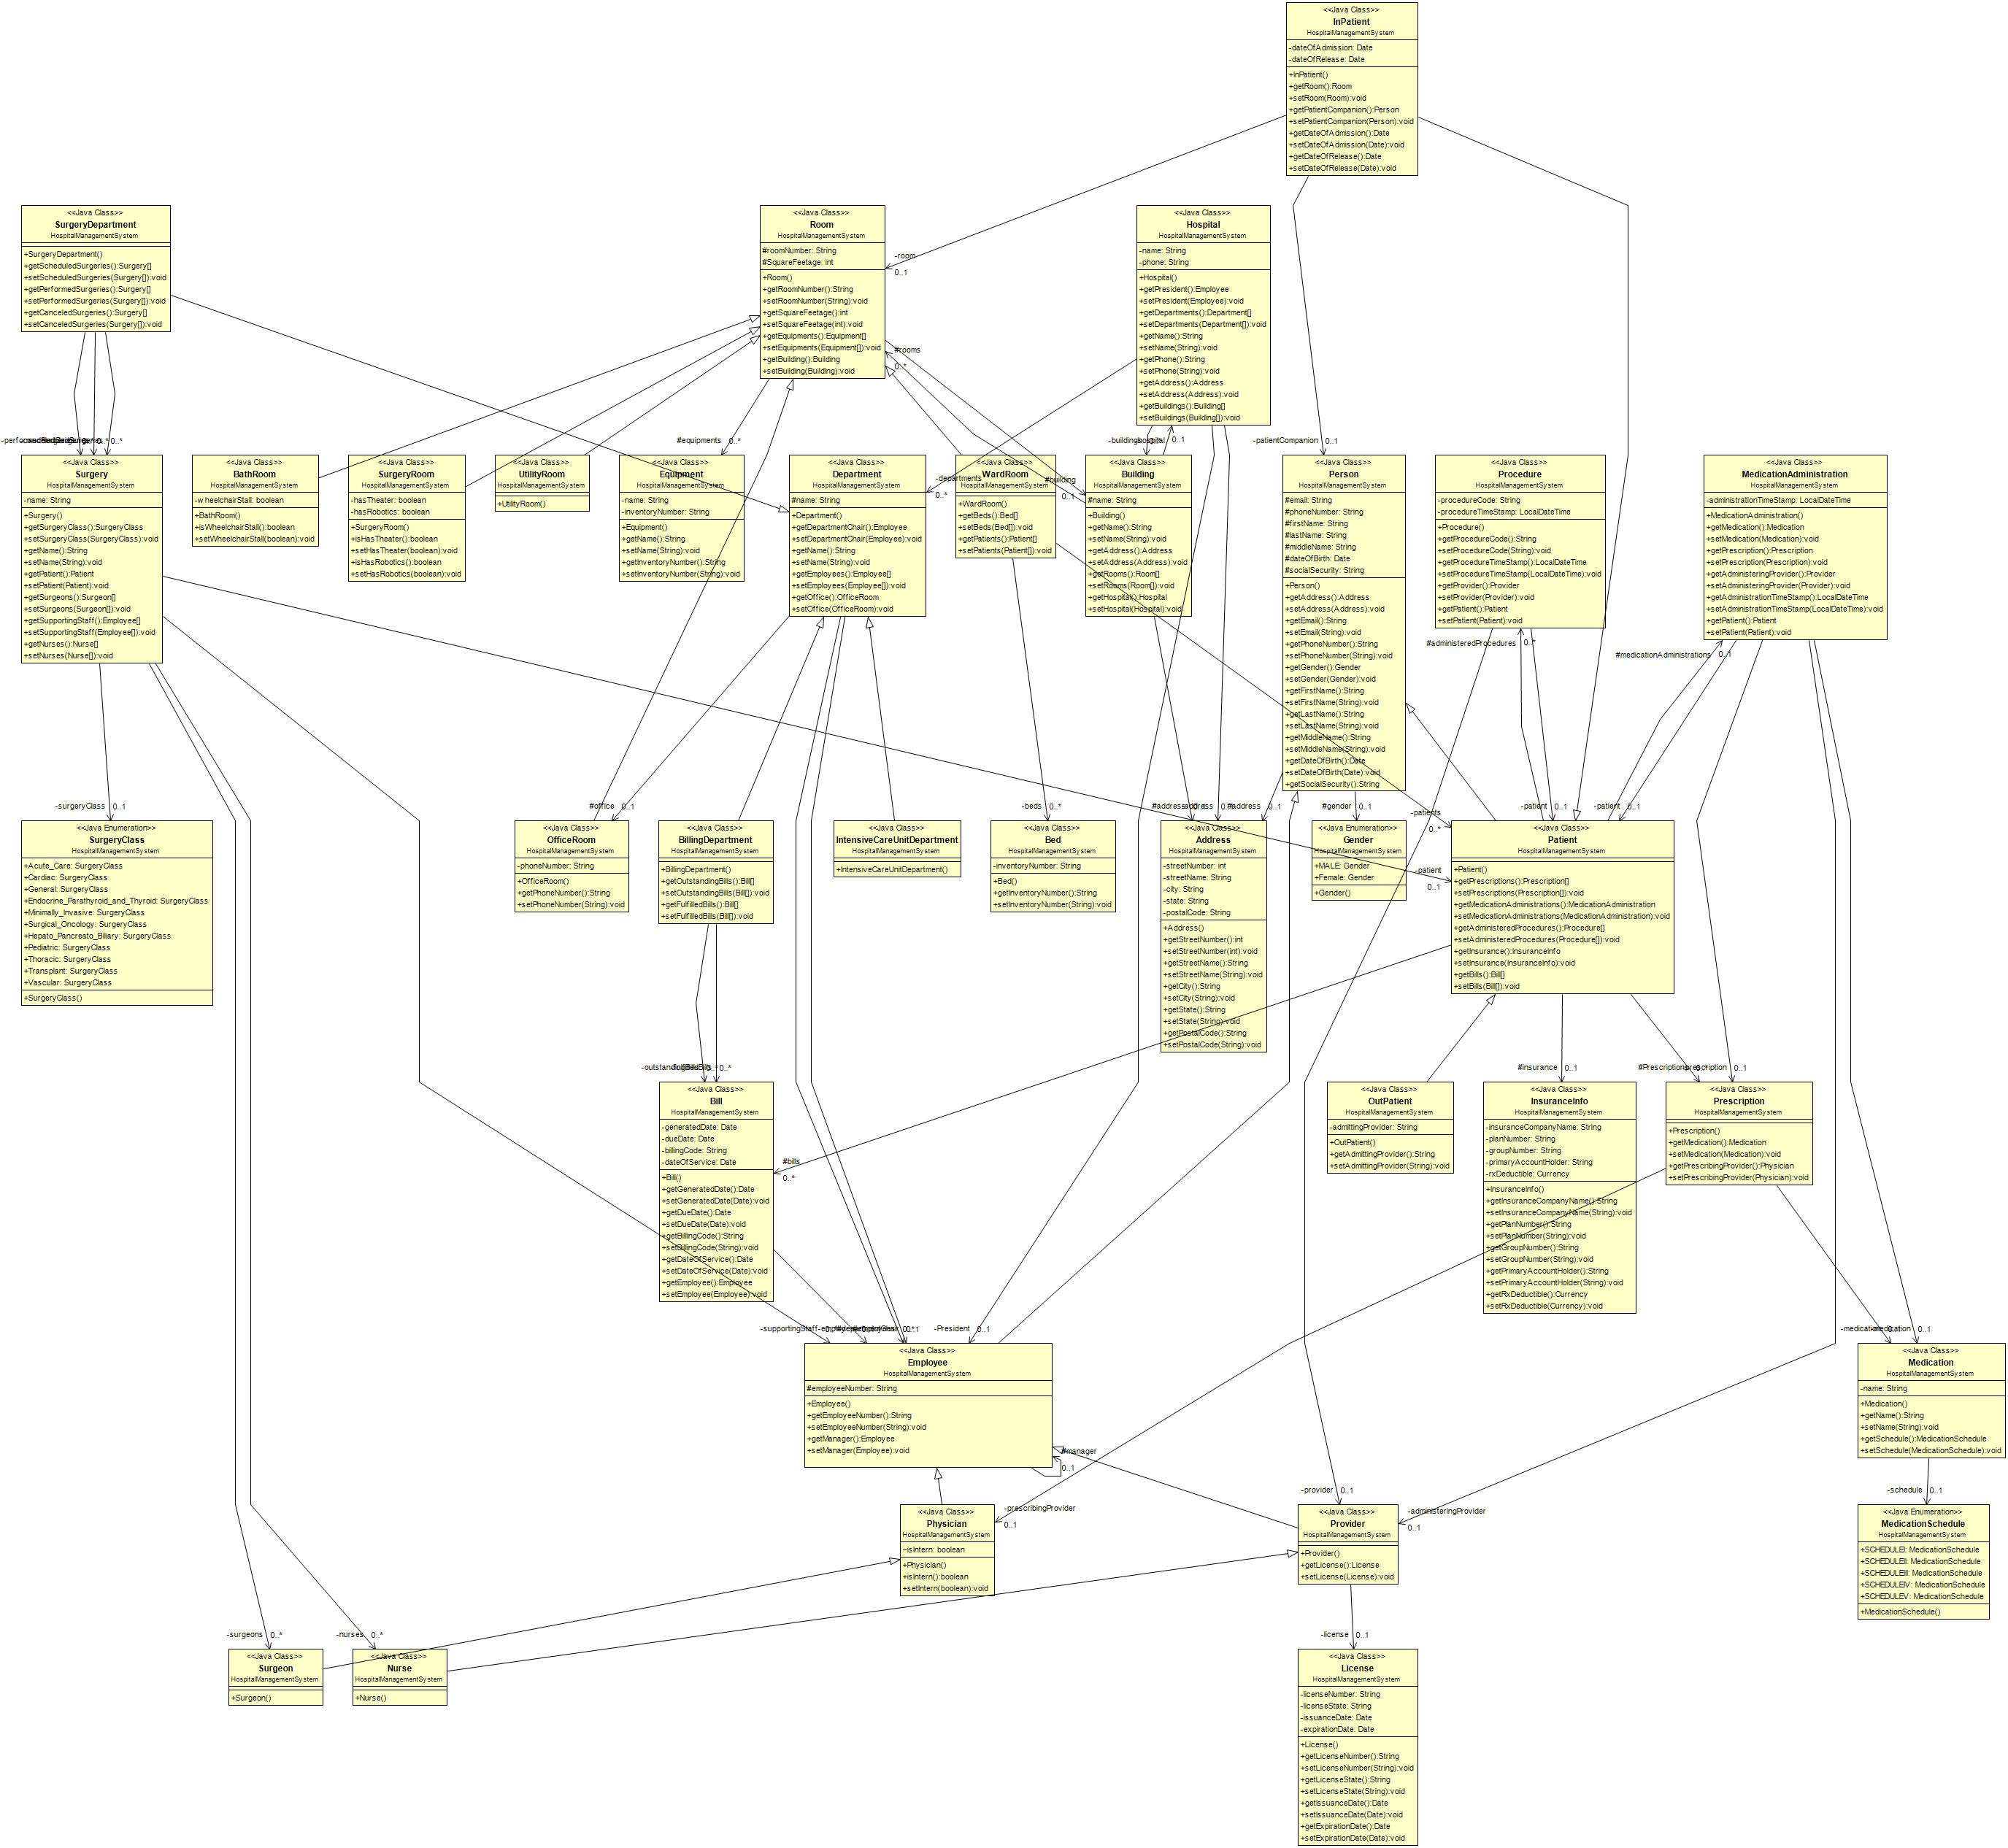 <<Java Class>>
InPatient
HospitalManagementSystem
-dateOfAdmission: Date
-dateOfRelease: Date
+InPatient()
+getRoom():Room
+setRoom(Room):void
+getPatientCompanion():Person
+setPatientCompanion(Person):void
+getDateOfAdmission():Date
+setDateOfAdmission(Date):void
+getDateOfRelease():Date
+setDateOfRelease(Date):void
<<Java Class>>
SurgeryDepartment
HospitalManagementSystem
+SurgeryDepartment()
+getScheduledSurgeries():Surgery[]
+setScheduledSurgeries(Surgery[]):void
+getPerformedSurgeries():Surgery[]
+setPerformedSurgeries(Surgery[]):void
+getCanceledSurgeries():Surgery[]
+setCanceledSurgeries(Surgery[]):void
<<Java Class>>
Room
HospitalManagementSystem
#roomNumber: String
#SquareFeetage: int
+Room()
+getRoomNumber():String
+setRoomNumber(String):void
+getSquareFeetage():int
+setSquareFeetage(int):void
+getEquipments():Equipment[]
+setEquipments(Equipment[]):void
+getBuilding():Building
+setBuilding(Building):void
-room
0..1
#rooms
0..*
<<Java Class>>
Hospital
HospitalManagementSystem
-name: String
-phone: String
+Hospital()
+getPresident():Employee
+setPresident(Employee):void
+getDepartments():Department[]
+setDepartments(Department[]):void
+getName():String
+setName(String):void
+getPhone():String
+setPhone(String):void
+getAddress():Address
+setAddress(Address):void
+getBuildings():Building[]
+setBuildings(Building[]):void
0..*
#equipments
0..*
-buildings
0..1
-patientCompanion
0..1
<<Java Class>>
Surgery
HospitalManagementSystem
-name: String
+Surgery()
+getSurgeryClass():SurgeryClass
+setSurgeryClass(SurgeryClass):void
+getName():String
+setName(String):void
+getPatient():Patient
+setPatient(Patient):void
+getSurgeons():Surgeon[]
+setSurgeons(Surgeon[]):void
+getSupportingStaff():Employee[]
+setSupportingStaff(Employee[]):void
+getNurses():Nurse[]
+setNurses(Nurse[]):void
<<Java Class>>
BathRoom
HospitalManagementSystem
-wheelchairStall: boolean
+BathRoom()
+isWheelchairStall():boolean
+setWheelchairStall(boolean):void
<<Java Class>>
SurgeryRoom
HospitalManagementSystem
-hasTheater: boolean
-hasRobotics: boolean
+SurgeryRoom()
+isHasTheater():boolean
+setHasTheater(boolean):void
+isHasRobotics():boolean
+setHasRobotics(boolean):void
<<Java Class>>
UtilityRoom
HospitalManagementSystem
+UtilityRoom()
<<Java Class>>
Equipment
HospitalManagementSystem
-name: String
-inventoryNumber: String
+Equipment()
+getName():String
+setName(String):void
+getInventoryNumber():String
+setInventoryNumber(String):void
<<Java Class>>
Department
HospitalManagementSystem
#name: String
+Department()
+getDepartmentChair():Employee
+setDepartmentChair(Employee):void
+getName():String
+setName(String):void
+getEmployees():Employee[]
+setEmployees(Employee[]):void
+getOffice():OfficeRoom
+setOffice(OfficeRoom):void
-departments
0..*
<<Java Class>>
WardRoom
HospitalManagementSystem
+WardRoom()
+getBeds():Bed[]
+setBeds(Bed[]):void
+getPatients():Patient[]
+setPatients(Patient[]):void
#building
0..1
<<Java Class>>
Building
HospitalManagementSystem
#name: String
+Building()
+getName():String
+setName(String):void
+getAddress():Address
+setAddress(Address):void
+getRooms():Room[]
+setRooms(Room[]):void
+getHospital():Hospital
+setHospital(Hospital):void
<<Java Class>>
Person
HospitalManagementSystem
#email: String
#phoneNumber: String
#firstName: String
#lastName: String
#middleName: String
#dateOfBirth: Date
#socialSecurity: String
+Person()
+getAddress():Address
+setAddress(Address):void
+getEmail():String
+setEmail(String):void
+getPhoneNumber():String
+setPhoneNumber(String):void
+getGender():Gender
+setGender(Gender):void
+getFirstName():String
+setFirstName(String):void
+getLastName():String
+setLastName(String):void
+getMiddleName():String
+setMiddleName(String):void
+getDateOfBirth():Date
+setDateOfBirth(Date):void
+getSocialSecurity():String
<<Java Class>>
Procedure
HospitalManagementSystem
-procedureCode: String
-procedureTimeStamp: LocalDateTime
+Procedure()
+getProcedureCode():String
+setProcedureCode(String):void
+getProcedureTimeStamp():LocalDateTime
+setProcedureTimeStamp(LocalDateTime):void
+getProvider():Provider
+setProvider(Provider):void
+getPatient():Patient
+setPatient(Patient):void
#administeredProcedures
0..*
<<Java Class>>
MedicationAdministration
HospitalManagementSystem
-administrationTimeStamp: LocalDateTime
+MedicationAdministration()
+getMedication():Medication
+setMedication(Medication):void
+getPrescription():Prescription
+setPrescription(Prescription):void
+getAdministeringProvider():Provider
+setAdministeringProvider(Provider):void
+getAdministrationTimeStamp():LocalDateTime
+setAdministrationTimeStamp(LocalDateTime):void
+getPatient():Patient
+setPatient(Patient):void
#medicationAdministrations
0..1
-surgeryClass
0..1
#office
0..1
-beds
0..*
#address
#address
0..1
#gender
0..1
-patients
0..*
-patient
0..1
-patient
0..1
<<Java Enumeration>>
SurgeryClass
HospitalManagementSystem
+Acute_Care: SurgeryClass
+Cardiac: SurgeryClass
+General: SurgeryClass
+Endocrine_Parathyroid_and_Thyroid: SurgeryClass
+Minimally_Invasive: SurgeryClass
+Surgical_Oncology: SurgeryClass
+Hepato_Pancreato_Biliary: SurgeryClass
+Pediatric: SurgeryClass
+Thoracic: SurgeryClass
+Transplant: SurgeryClass
+Vascular: SurgeryClass
+SurgeryClass()
<<Java Class>>
OfficeRoom
HospitalManagementSystem
-phoneNumber: String
+OfficeRoom()
+getPhoneNumber():String
+setPhoneNumber(String):void
<<Java Class>>
BillingDepartment
HospitalManagementSystem
+BillingDepartment()
+getOutstandingBills():Bill[]
+setOutstandingBills(Bill[]):void
+getFulfilledBills():Bill[]
+setFulfilledBills(Bill[]):void
<<Java Class>>
IntensiveCareUnitDepartment
HospitalManagementSystem
+IntensiveCareUnitDepartment()
<<Java Class>>
Bed
HospitalManagementSystem
-inventoryNumber: String
+Bed()
+getInventoryNumber():String
+setInventoryNumber(String):void
<<Java Class>>
Address
HospitalManagementSystem
-streetNumber: int
-streetName: String
-city: String
-state: String
-postalCode: String
+Address()
+getStreetNumber():int
+setStreetNumber(int):void
+getStreetName():String
+setStreetName(String):void
+getCity():String
+setCity(String):void
+getState():String
+setState(String):void
+getPostalCode():String
+setPostalCode(String):void
<<Java Enumeration>>
Gender
HospitalManagementSystem
+MALE: Gender
+Female: Gender
+Gender()
-patient
0..1
<<Java Class>>
Patient
HospitalManagementSystem
+Patient()
+getPrescriptions():Prescription[]
+setPrescriptions(Prescription[]):void
+getMedicationAdministrations():MedicationAdministration
+setMedicationAdministrations(MedicationAdministration):void
+getAdministeredProcedures():Procedure[]
+setAdministeredProcedures(Procedure[]):void
+getInsurance():InsuranceInfo
+setInsurance(InsuranceInfo):void
+getBills():Bill[]
+setBills(Bill[]):void
0..*
#insurance
0..1
#Prescriptions
0..1
<<Java Class>>
Bill
HospitalManagementSystem
-generatedDate: Date
-dueDate: Date
-billingCode: String
-dateOfService: Date
+Bill()
+getGeneratedDate():Date
+setGeneratedDate(Date):void
+getDueDate():Date
+setDueDate(Date):void
+getBillingCode():String
+setBillingCode(String):void
+getDateOfService():Date
+setDateOfService(Date):void
+getEmployee():Employee
+setEmployee(Employee):void
#bills
0..*
<<Java Class>>
OutPatient
HospitalManagementSystem
-admittingProvider: String
+OutPatient()
+getAdmittingProvider():String
+setAdmittingProvider(String):void
<<Java Class>>
InsuranceInfo
HospitalManagementSystem
-insuranceCompanyName: String
-planNumber: String
-groupNumber: String
-primaryAccountHolder: String
-rxDeductible: Currency
+InsuranceInfo()
+getInsuranceCompanyName():String
+setInsuranceCompanyName(String):void
+getPlanNumber():String
+setPlanNumber(String):void
+getGroupNumber():String
+setGroupNumber(String):void
+getPrimaryAccountHolder():String
+setPrimaryAccountHolder(String):void
+getRxDeductible():Currency
+setRxDeductible(Currency):void
<<Java Class>>
Prescription
HospitalManagementSystem
+Prescription()
+getMedication():Medication
+setMedication(Medication):void
+getPrescribingProvider():Physician
+setPrescribingProvider(Physician):void
-supportingStaff
-President
0..1
-medication
0..1
<<Java Class>>
Employee
HospitalManagementSystem
#employeeNumber: String
+Employee()
+getEmployeeNumber():String
+setEmployeeNumber(String):void
+getManager():Employee
+setManager(Employee):void
#manager
0..1
<<Java Class>>
Medication
HospitalManagementSystem
-name: String
+Medication()
+getName():String
+setName(String):void
+getSchedule():MedicationSchedule
+setSchedule(MedicationSchedule):void
-provider
0..1
-schedule
0..1
<<Java Class>>
Physician
HospitalManagementSystem
~isIntern: boolean
+Physician()
+isIntern():boolean
+setIntern(boolean):void
-prescribingProvider
0..1
<<Java Class>>
Provider
HospitalManagementSystem
+Provider()
+getLicense():License
+setLicense(License):void
-administeringProvider
0..1
<<Java Enumeration>>
MedicationSchedule
HospitalManagementSystem
+SCHEDULEI: MedicationSchedule
+SCHEDULEII: MedicationSchedule
+SCHEDULEIII: MedicationSchedule
+SCHEDULEIV: MedicationSchedule
+SCHEDULEV: MedicationSchedule
+MedicationSchedule()
-surgeons
0..*
-nurses
0..*
-license
0..1
<<Java Class>>
Surgeon
HospitalManagementSystem
+Surgeon()
<<Java Class>>
Nurse
HospitalManagementSystem
+Nurse()
<<Java Class>>
License
HospitalManagementSystem
-licenseNumber: String
-licenseState: String
-issuanceDate: Date
-expirationDate: Date
+License()
+getLicenseNumber():String
+setLicenseNumber(String):void
+getLicenseState():String
+setLicenseState(String):void
+getIssuanceDate():Date
+setIssuanceDate(Date):void
+getExpirationDate():Date
+setExpirationDate(Date):void